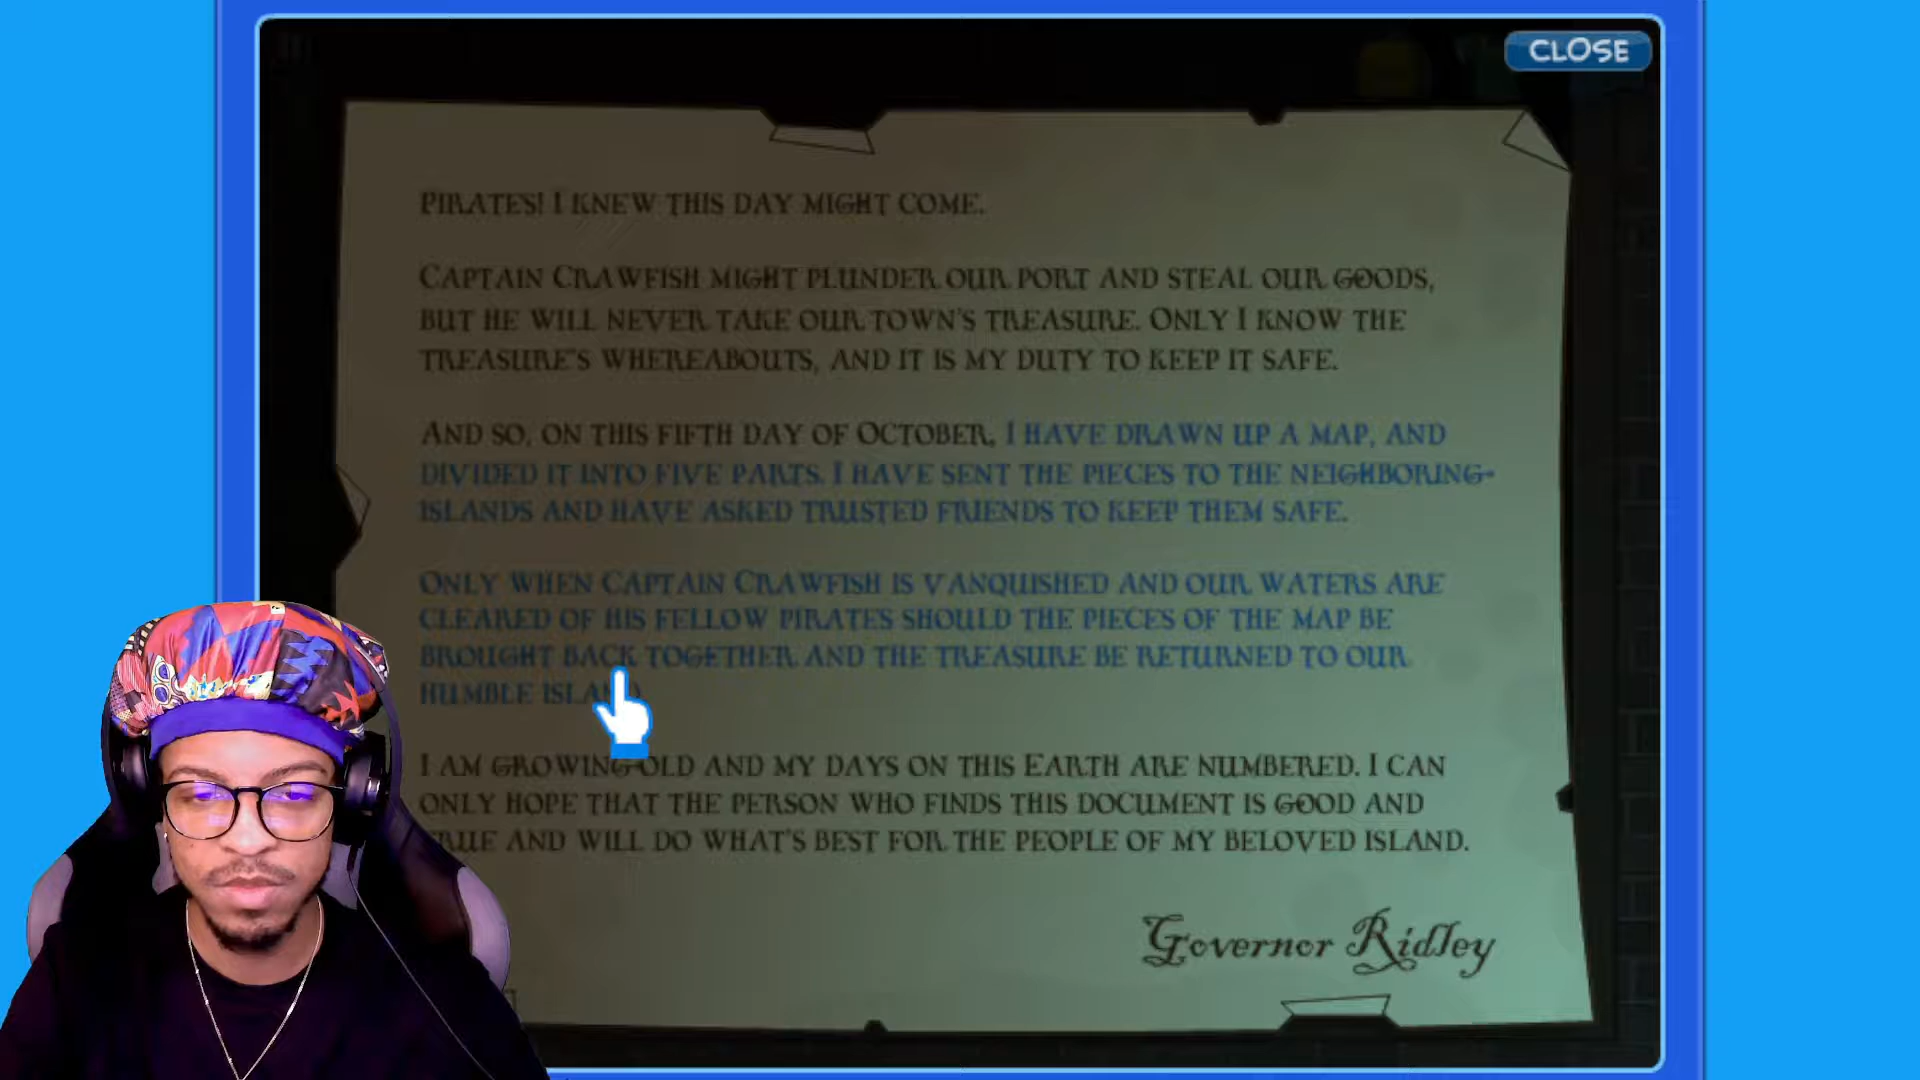 CLOSE
PIRATES! I KNEW THIS DAY MIGHT COME.
CAPTAIN CRAWFISH MIGHT PLUNDER OUR PORT AND STEAL OUR GOODS,
BUT HE WILL NEVER TAKE OUR TOWN'S TREASURE. ONLY I KNOW THE
TREASURE'S WHEREABOUTS, AND IT IS MY DUTY TO KEEP IT SAFE.
AND SO, ON THIS FIFTH DAY OF OCTOBER, I HAVE DRAWN UP A MAP, AND
DIVIDED IT INTO FIVE PARTS. I HAVE SENT THE PIECES TO THE NEIGHBORING
ISLANDS AND HAVE ASKED TRUSTED FRIENDS TO KEEP THEM SAFE.
ONLY WHEN CAPTAIN CRAWFISH IS VANQUISHED AND OUR WATERS ARE
CLEARED OF HIS FELLOW PIRATES SHOULD THE PIECES OF THE MAP BE
BROUGHT BACK TOGETHER AND THE TREASURE BE RETURNED TO OUR
HUMBLE ISLAND.
I AM GROWING OLD AND MY DAYS ON THIS EARTH ARE NUMBERED. I CAN
ONLY HOPE THAT THE PERSON WHO FINDS THIS DOCUMENT IS GOOD AND
TRUE AND WILL DO WHAT'S BEST FOR THE PEOPLE OF MY BELOVED ISLAND.
Governor Ridley